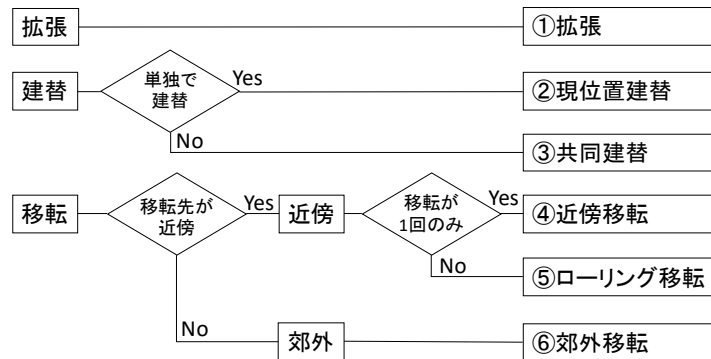 拡張
①拡張
建替
単独で
建替
Yes
②現位置建替
No
③共同建替
移転
移転先が
近傍
Yes
近傍
移転が
1回のみ
Yes
④近傍移転
No
⑤ローリング移転
No
郊外
⑥郊外移転